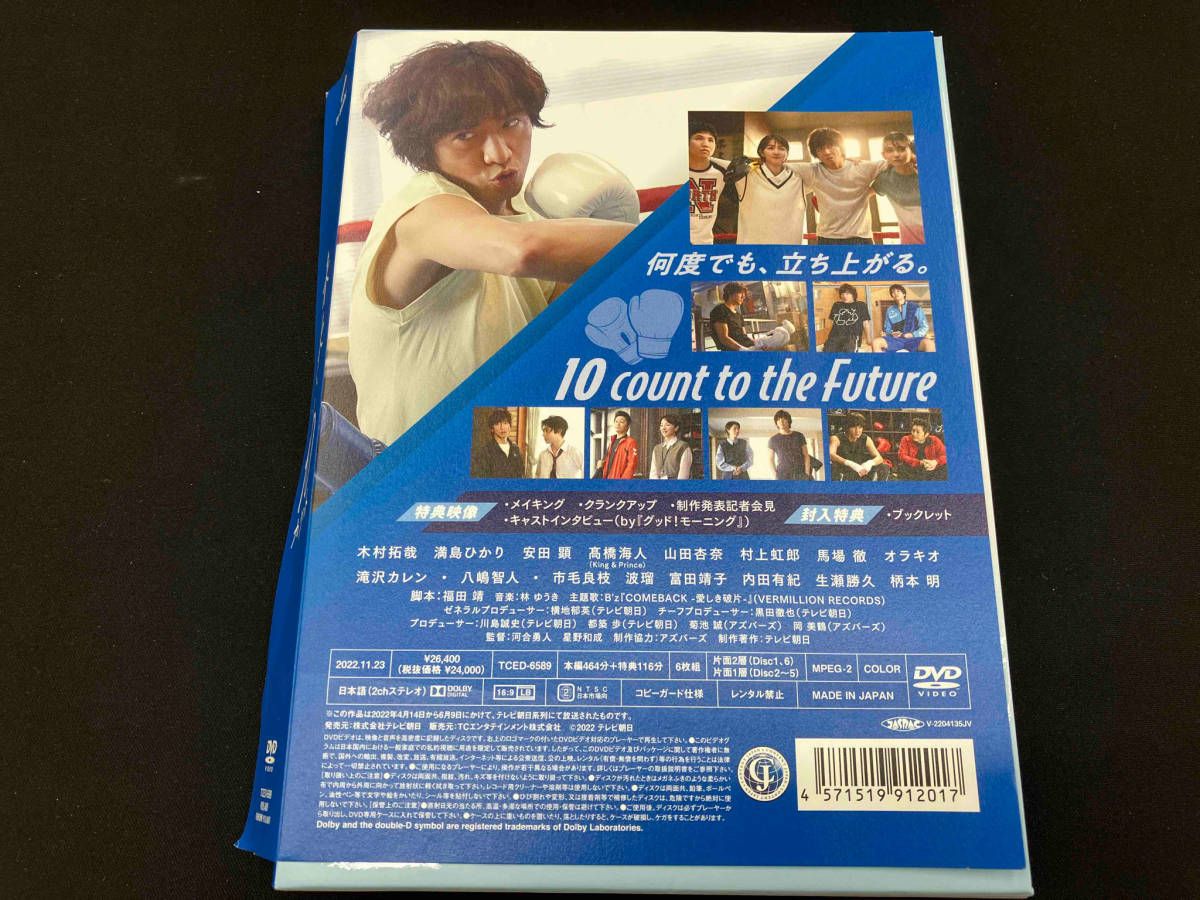 何度でも、立ち上がる。
10 count to the Future
特典映像
・メイキング ・クランクアップ ・制作発表記者会見
・キャストインタビュー(by『グッド!モーニング』)
封入特典
・ブックレット
木村拓哉 満島ひかり 安田 顕 髙橋海人 山田杏奈 村上虹郎 馬場 徹 オラキオ
(King & Prince)
滝沢カレン ・ 八嶋智人 ・ 市毛良枝 波瑠 富田靖子 内田有紀 生瀬勝久 柄本 明
脚本:福田 靖 音楽:林 ゆうき 主題歌:B'z『COMEBACK -愛しき破片-』(VERMILLION RECORDS)
ゼネラルプロデューサー:横地郁英(テレビ朝日) チーフプロデューサー:黒田徹也(テレビ朝日)
プロデューサー:川島誠史(テレビ朝日) 都築 歩(テレビ朝日) 菊池 誠(アズバーズ) 岡 美鶴(アズバーズ)
監督:河合勇人 星野和成 制作協力:アズバーズ 制作著作:テレビ朝日
2022.11.23
¥26,400
(税抜価格 ¥24,000)
TCED-6589
本編464分+特典116分
6枚組
片面2層(Disc1、6)
片面1層(Disc2~5)
MPEG-2
COLOR
DVD
VIDEO
日本語(2chステレオ)
DOLBY
DIGITAL
16:9 LB
2 NTSC
日本市場向
コピーガード仕様
レンタル禁止
MADE IN JAPAN
※この作品は2022年4月14日から6月9日にかけて、テレビ朝日系列にて放送されたものです。
発売元:株式会社テレビ朝日 販売元:TCエンタテインメント株式会社 ©2022 テレビ朝日
JASRAC
V-2204135JV
Dolby and the double-D symbol are registered trademarks of Dolby Laboratories.
4 571519 912017
DVD